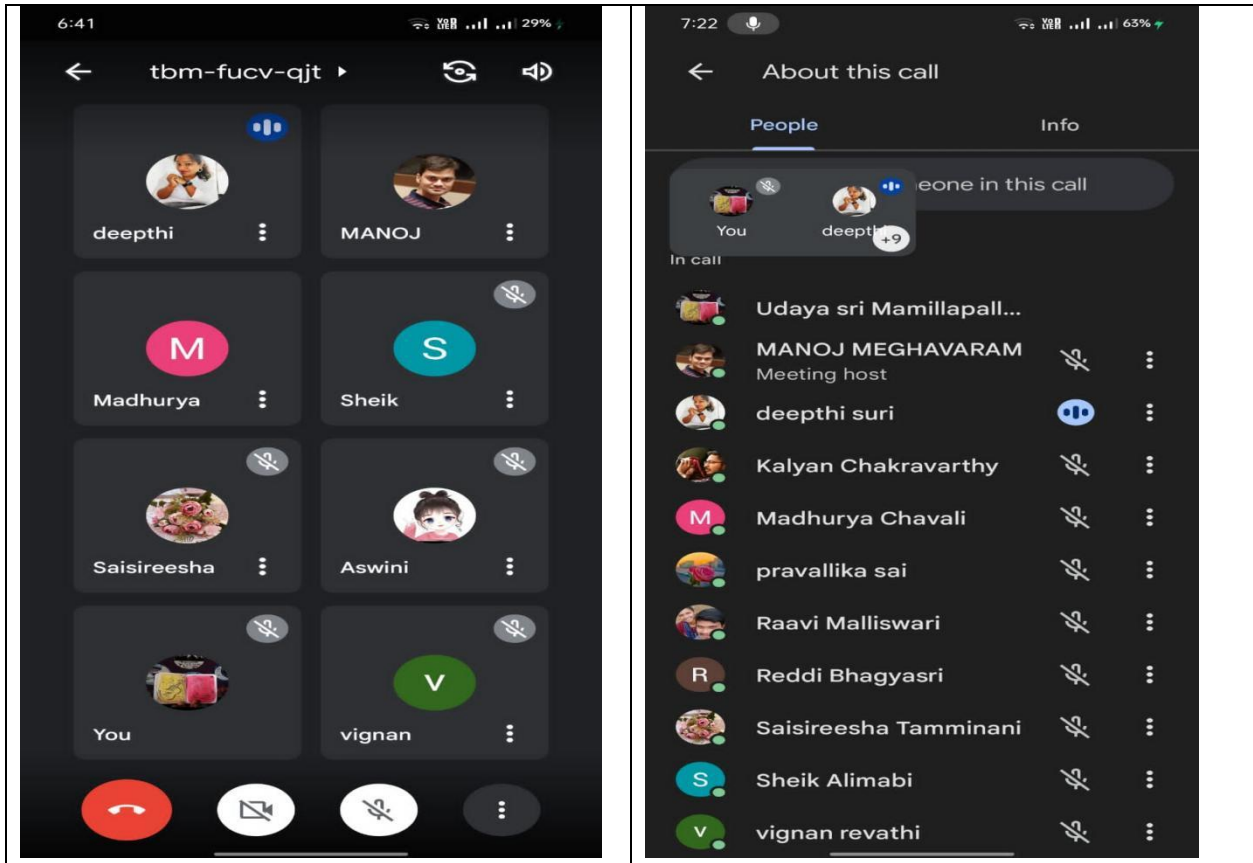 6:41
VoD 29%
tbm-fucv-qjt
deepthi
MANOJ
M
Madhurya
S
Sheik
Saisireesha
Aswini
You
V
vignan
7:22
63%
About this call
People
Info
eone in this call
You
deept
+9
In call
Udaya sri Mamillapall...
MANOJ MEGHAVARAM
Meeting host
deepthi suri
Kalyan Chakravarthy
M
Madhurya Chavali
pravallika sai
Raavi Malliswari
R
Reddi Bhagyasri
Saisireesha Tamminani
S
Sheik Alimabi
V
vignan revathi